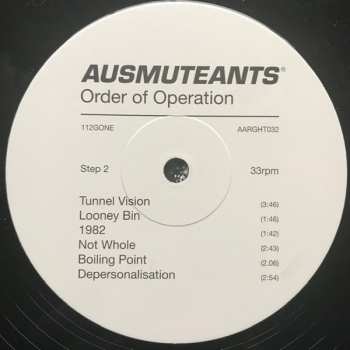 AUSMUTEANTS®
Order of Operation
112GONE AARGHT032
Step 2 33rpm
Tunnel Vision (3:46)
Looney Bin (1:46)
1982 (1:42)
Not Whole (2:43)
Boiling Point (2.06)
Depersonalisation (2:54)